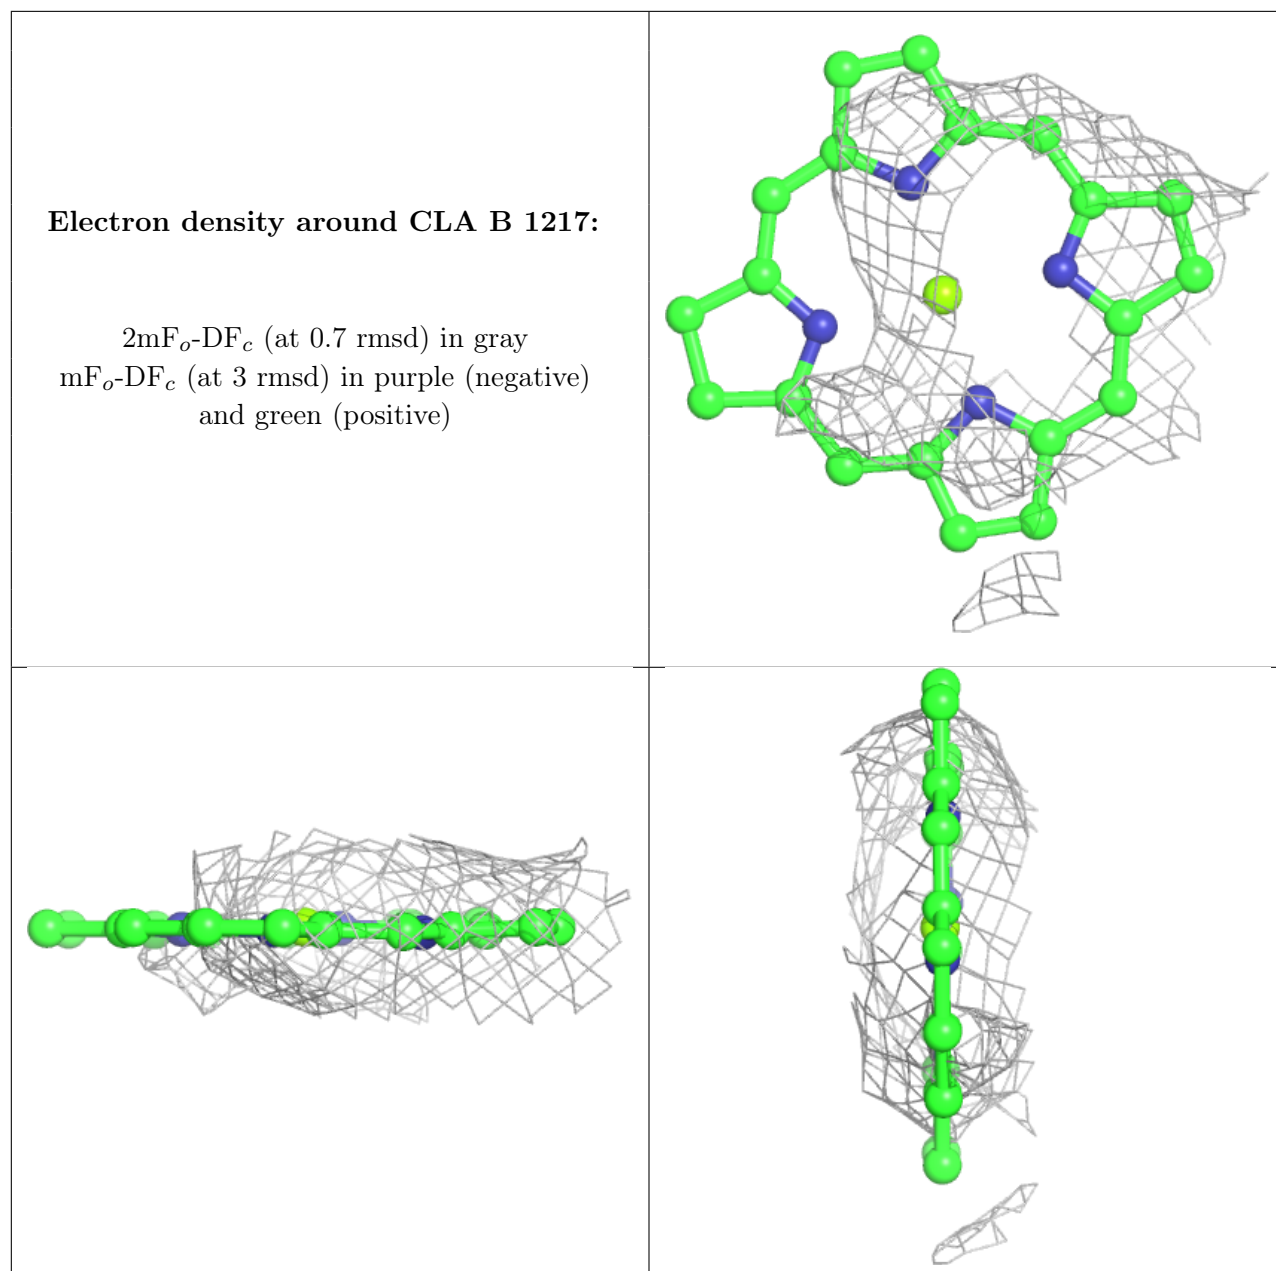 Electron density around CLA B 1217:
2mFₒ-DF𝒸 (at 0.7 rmsd) in gray
mFₒ-DF𝒸 (at 3 rmsd) in purple (negative)
and green (positive)